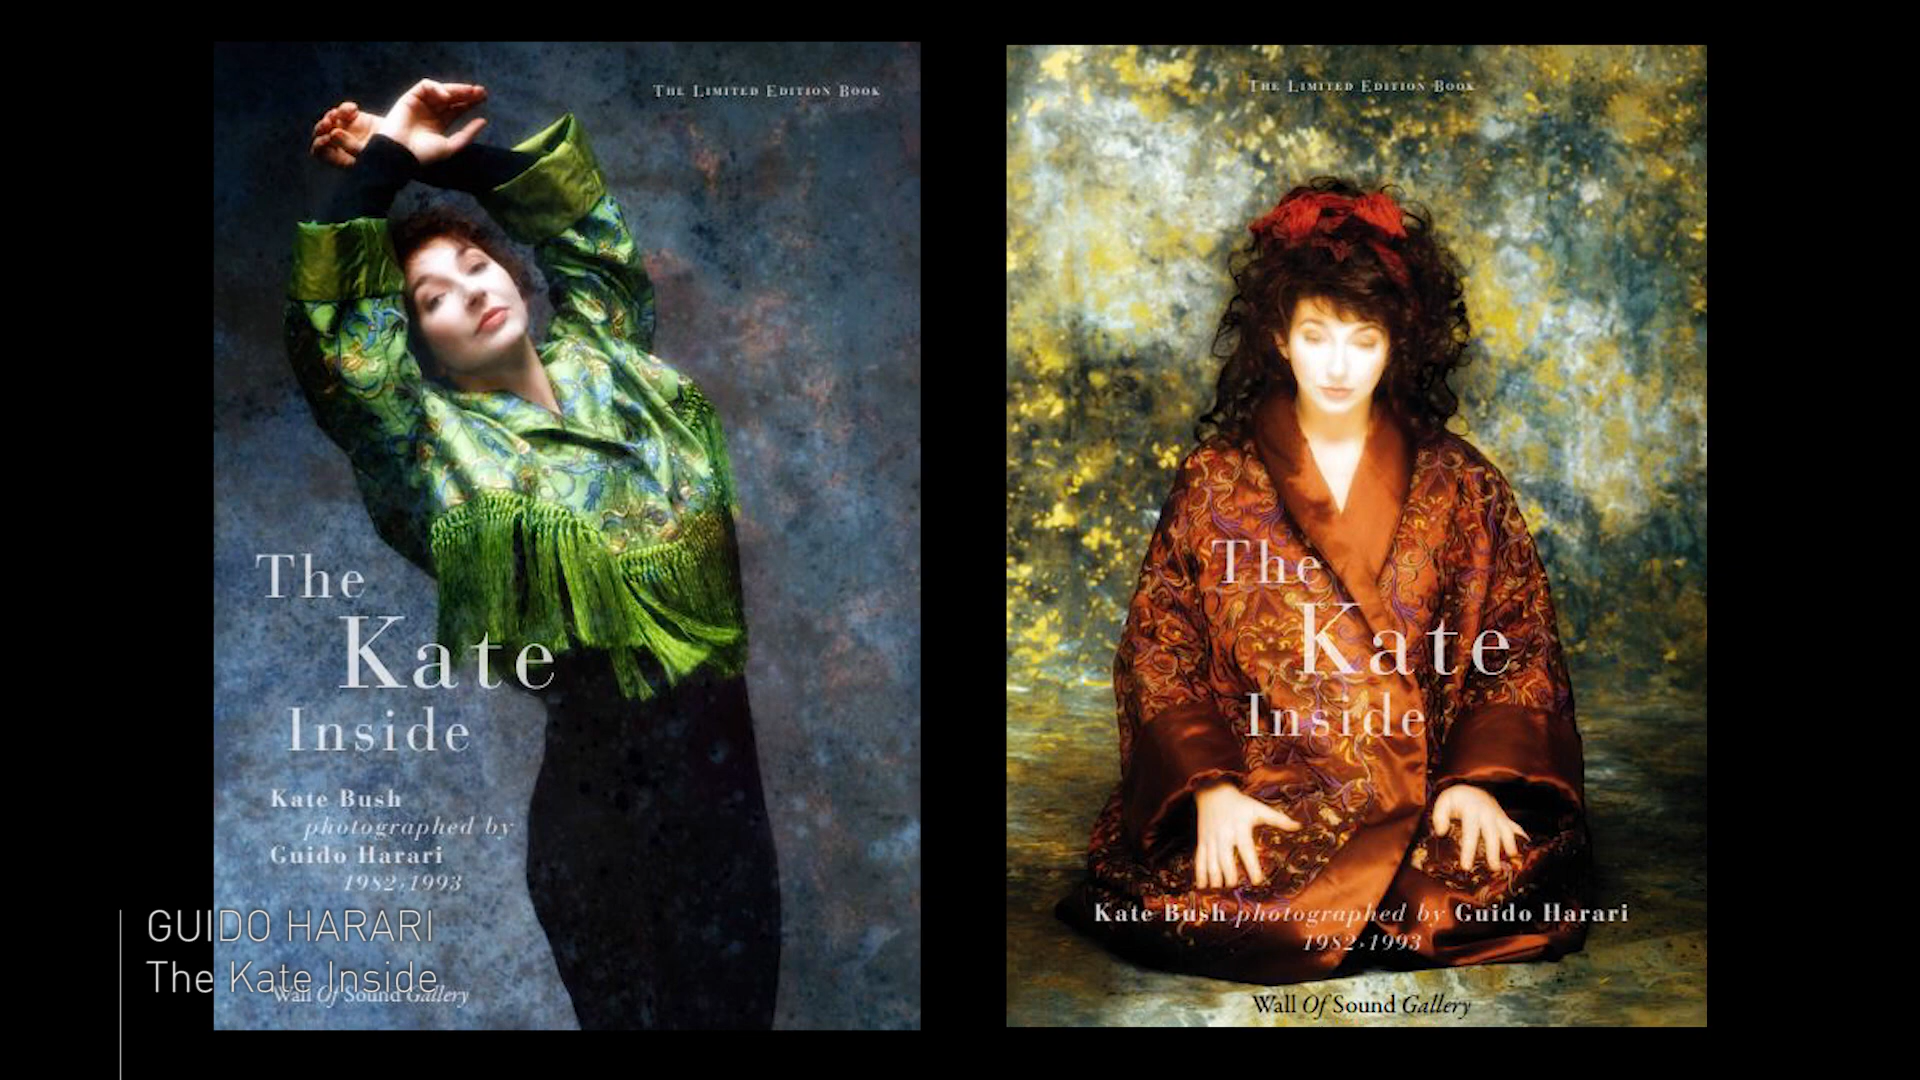 The Limited Edition Book
The
Kate
Inside
Kate Bush
photographed by
Guido Harari
1982›1993
Wall Of Sound Gallery
GUIDO HARARI
The Kate Inside
The Limited Edition Book
The
Kate
Inside
Kate Bush photographed by Guido Harari
1982›1993
Wall Of Sound Gallery